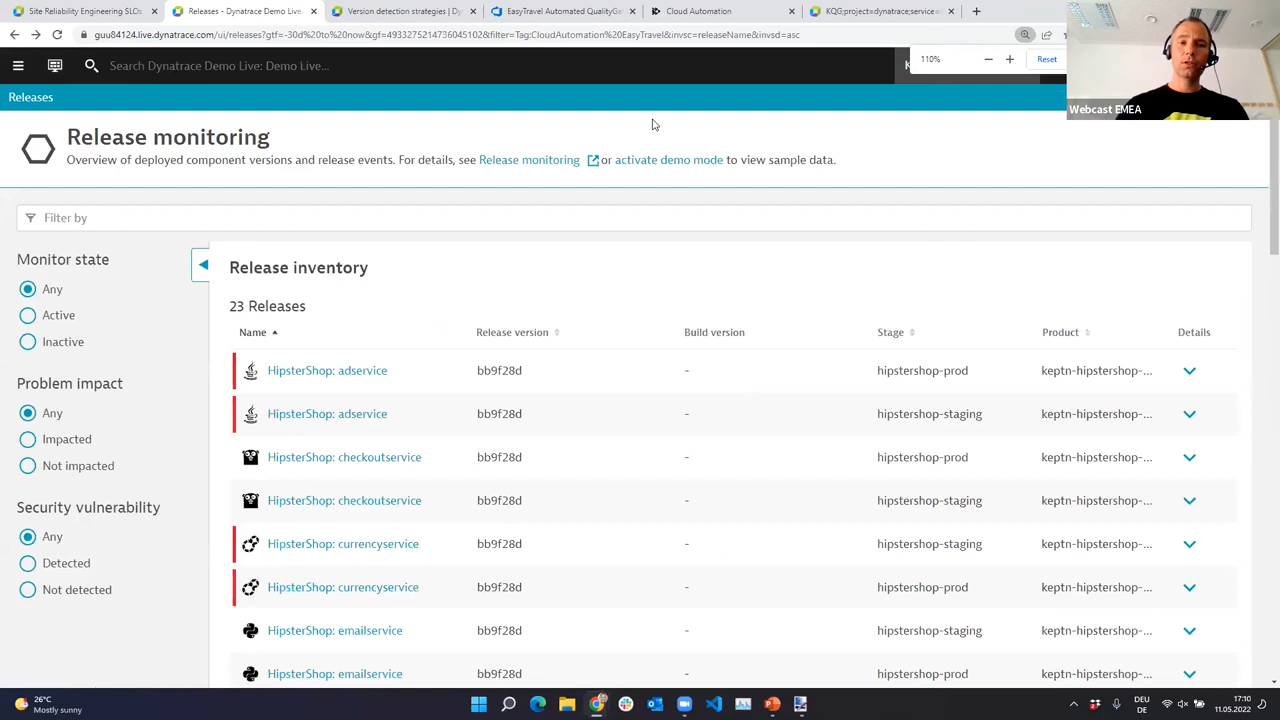 Site Reliability Engineering SLOs
Releases - Dynatrace Demo Live:
Version detection strategies | Dy
EasyTravel Automated QualityGat
Cloud Automation
KQG;project=dynatrace;service=
guu84124.live.dynatrace.com/ui/releases?gtf=-30d%20to%20now&gf=4933275214736045102&filter=Tag:CloudAutomation%20EasyTravel&invsc=releaseName&invsd=asc
Search Dynatrace Demo Live: Demo Live...
110%
Reset
Webcast EMEA
Releases
Release monitoring
Overview of deployed component versions and release events. For details, see Release monitoring or activate demo mode to view sample data.
Filter by
Monitor state
Any
Active
Inactive
Problem impact
Any
Impacted
Not impacted
Security vulnerability
Any
Detected
Not detected
Release inventory
23 Releases
Name Release version Build version Stage Product Details
HipsterShop: adservice bb9f28d - hipstershop-prod keptn-hipstershop-...
HipsterShop: adservice bb9f28d - hipstershop-staging keptn-hipstershop-...
HipsterShop: checkoutservice bb9f28d - hipstershop-prod keptn-hipstershop-...
HipsterShop: checkoutservice bb9f28d - hipstershop-staging keptn-hipstershop-...
HipsterShop: currencyservice bb9f28d - hipstershop-staging keptn-hipstershop-...
HipsterShop: currencyservice bb9f28d - hipstershop-prod keptn-hipstershop-...
HipsterShop: emailservice bb9f28d - hipstershop-staging keptn-hipstershop-...
HipsterShop: emailservice bb9f28d - hipstershop-prod keptn-hipstershop-...
26°C
Mostly sunny
DEU
DE
17:10
11.05.2022